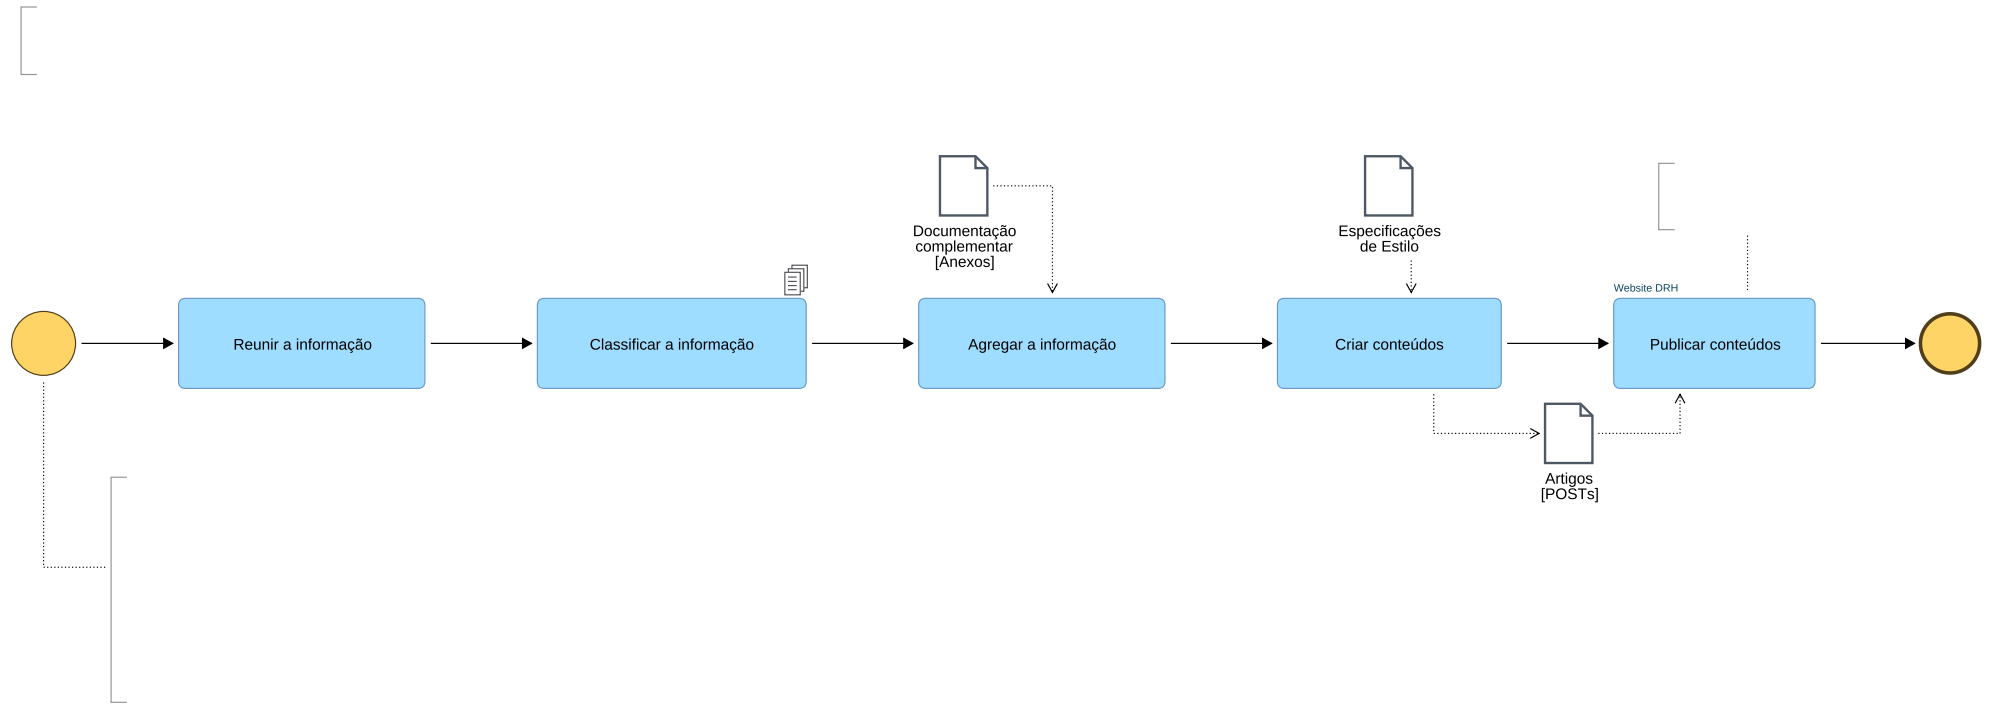 Documentação
complementar
[Anexos]
Especificações
de Estilo
Website DRH
Reunir a informação
Classificar a informação
Agregar a informação
Criar conteúdos
Publicar conteúdos
Artigos
[POSTs]